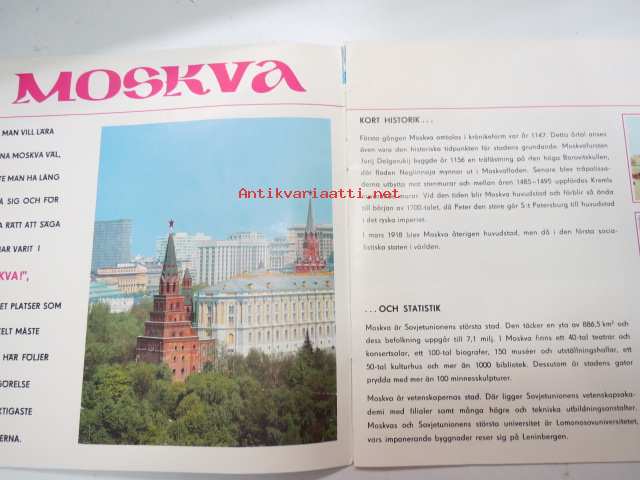 MOSKVA
MAN VILL LÄRA
NA MOSKVA VÄL,
TE MAN HA LÅNG
SIG OCH FÖR
RÄTT ATT SÄGA
HAR VARIT I
KVA!",
ET PLATSER SOM
ELT MÅSTE
HÄR FÖLJER
GÖRELSE
KTIGASTE
ERNA.
Antikvariaatti.net
KORT HISTORIK...
Första gången Moskva omtalas i krönikeform var år 1147. Detta årtal anses
även vara den historiska tidpunkten för stadens grundande. Moskvafursten
Jurij Dolgorukij byggde år 1156 en träfästning på den höga Borovitskullen,
där floden Neglinnaja mynnar ut i Moskvafloden. Senare blev träpalissaderna
utbytta mot stenmurar och mellan åren 1485-1495 uppfördes Kremls
murar. Vid den tiden blev Moskva huvudstad och förblir så ända
till början av 1700-talet, då Peter den store gör S:t Petersburg till huvudstad
i det ryska imperiet.
I mars 1918 blev Moskva återigen huvudstad, men då i den första socia-
listiska staten i världen.
...OCH STATISTIK
Moskva är Sovjetunionens största stad. Den täcker en yta av 886,5 km² och
dess befolkning uppgår till 7,1 milj. I Moskva finns ett 40-tal teatrar och
konsertsalar, ett 100-tal biografer, 150 muséer och utställningshallar, ett
50-tal kulturhus och mer än 1000 bibliotek. Dessutom är stadens gator
prydda med mer än 100 minnesskulpturer.
Moskva är vetenskapernas stad. Där ligger Sovjetunionens vetenskapsaka-
demi med filialer samt många högre och tekniska utbildningsanstalter.
Moskvas och Sovjetunionens största universitet är Lomonosovuniversitetet,
vars imponerande byggnader reser sig på Leninbergen.